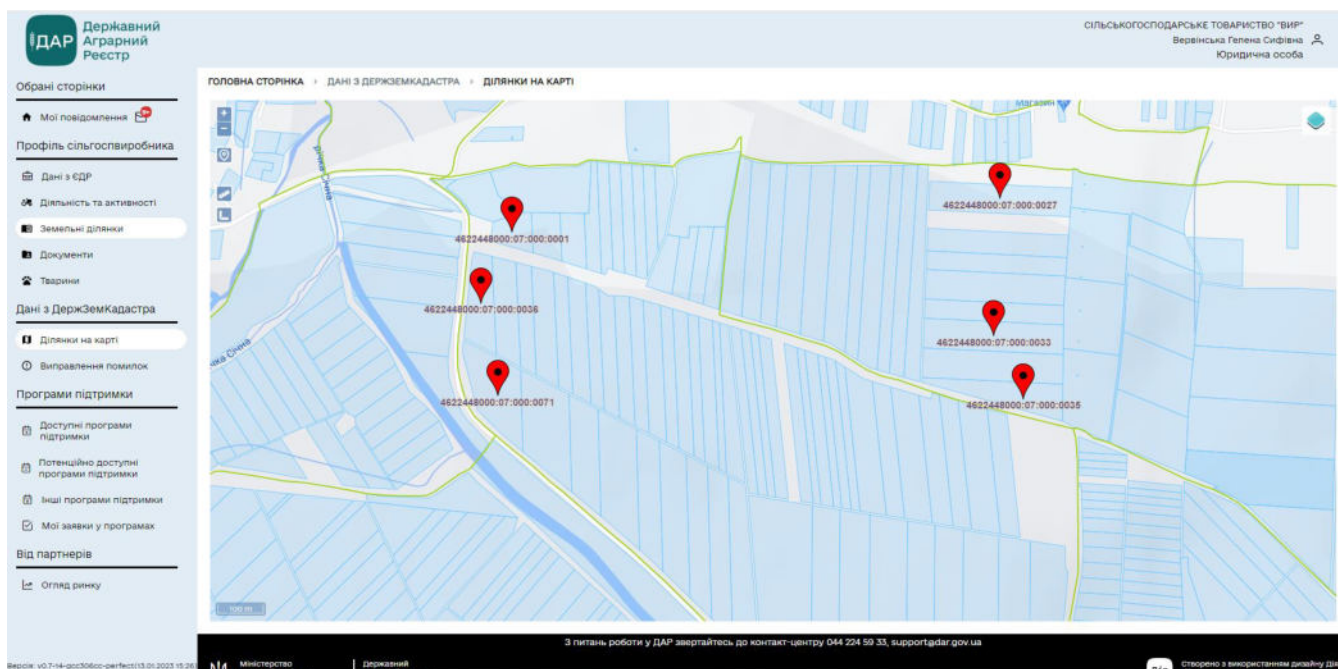 Державний
Аграрний
Реєстр
ДАР
СІЛЬСЬКОГОСПОДАРСЬКЕ ТОВАРИСТВО "ВИР"
Вервінська Гелена Сифівна
Юридична особа
Обрані сторінки
Мої повідомлення 9+
Профіль сільгоспвиробника
Дані з ЄДР
Діяльність та активності
Земельні ділянки
Документи
Тварини
Дані з ДержЗемКадастра
Ділянки на карті
Виправлення помилок
Програми підтримки
Доступні програми
підтримки
Потенційно доступні
програми підтримки
Інші програми підтримки
Мої заявки у програмах
Від партнерів
Огляд ринку
ГОЛОВНА СТОРІНКА › ДАНІ З ДЕРЖЗЕМКАДАСТРА › ДІЛЯНКИ НА КАРТІ
Магазин
річка Січна
4622448000:07:000:0027
4622448000:07:000:0001
4622448000:07:000:0036
4622448000:07:000:0033
4622448000:07:000:0071
4622448000:07:000:0035
Січна
100 m
З питань роботи у ДАР звертайтесь до контакт-центру 044 224 59 33, support@dar.gov.ua
Міністерство
Державний
Створено з використанням дизайну Дія